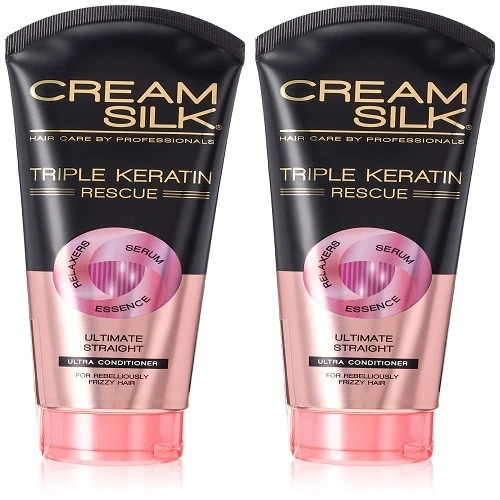 CREAM
SILK®
HAIR CARE BY PROFESSIONALS
TRIPLE KERATIN
RESCUE
RELAXERS
SERUM
ESSENCE
ULTIMATE
STRAIGHT
ULTRA CONDITIONER
FOR REBELLIOUSLY
FRIZZY HAIR
CREAM
SILK®
HAIR CARE BY PROFESSIONALS
TRIPLE KERATIN
RESCUE
RELAXERS
SERUM
ESSENCE
ULTIMATE
STRAIGHT
ULTRA CONDITIONER
FOR REBELLIOUSLY
FRIZZY HAIR